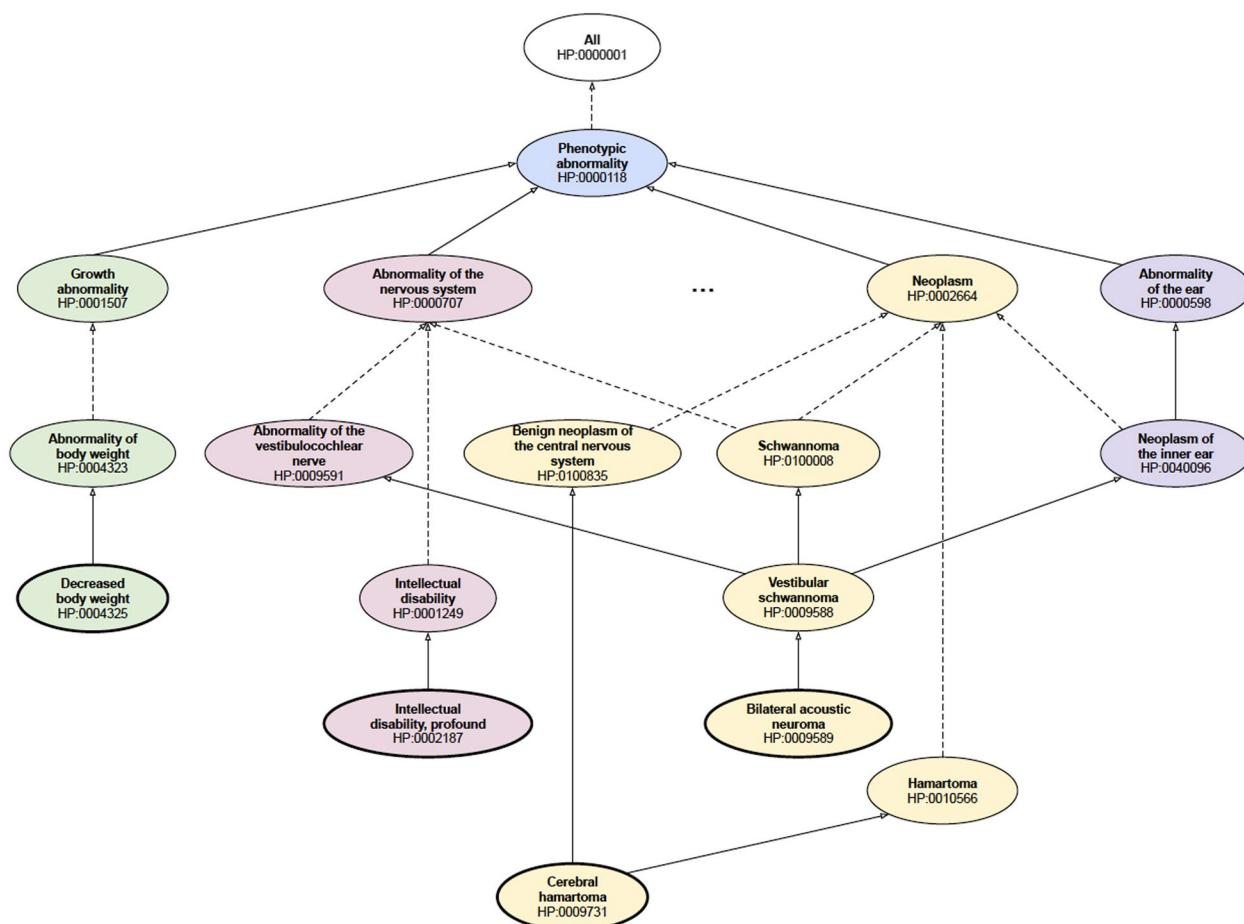 All
HP:0000001
Phenotypic
abnormality
HP:0000118
Growth
abnormality
HP:0001507
Abnormality of the
nervous system
HP:0000707
...
Neoplasm
HP:0002664
Abnormality
of the ear
HP:0000598
Abnormality of
body weight
HP:0004323
Abnormality of the
vestibulocochlear
nerve
HP:0009591
Benign neoplasm of
the central nervous
system
HP:0100835
Schwannoma
HP:0100008
Neoplasm of
the inner ear
HP:0040096
Decreased
body weight
HP:0004325
Intellectual
disability
HP:0001249
Vestibular
schwannoma
HP:0009588
Intellectual
disability, profound
HP:0002187
Bilateral acoustic
neuroma
HP:0009589
Hamartoma
HP:0010566
Cerebral
hamartoma
HP:0009731